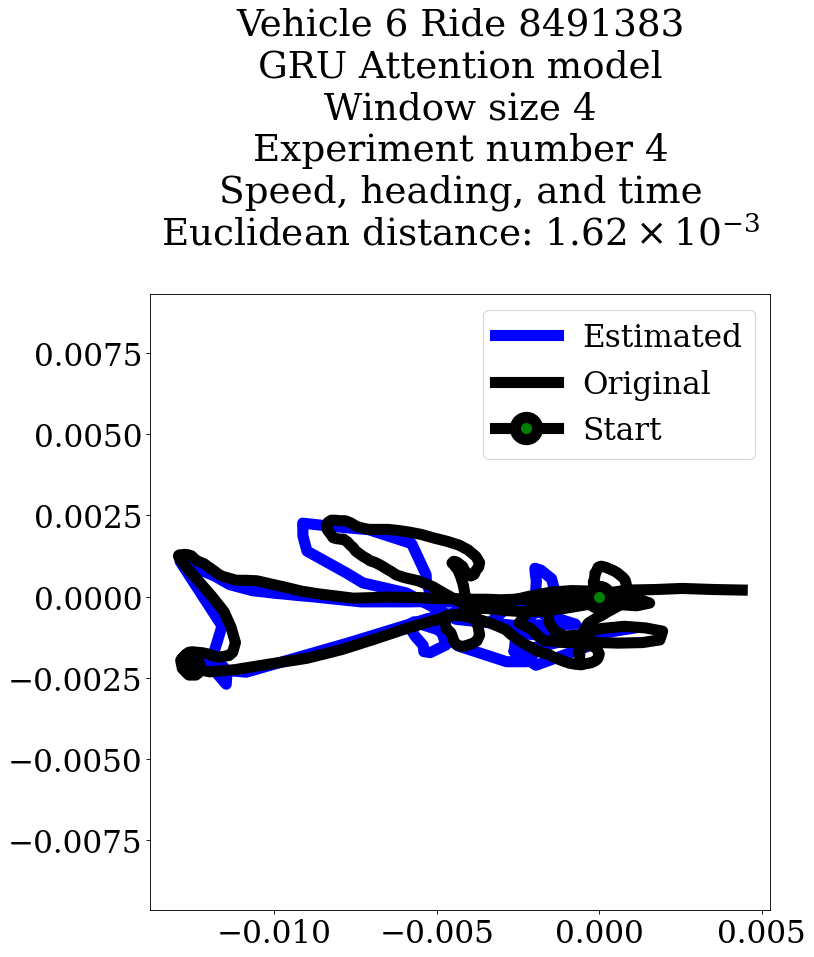 Vehicle 6 Ride 8491383
GRU Attention model
Window size 4
Experiment number 4
Speed, heading, and time
Euclidean distance: 1.62 × 10⁻³
Estimated
Original
Start
0.0075
0.0050
0.0025
0.0000
−0.0025
−0.0050
−0.0075
−0.010
−0.005
0.000
0.005